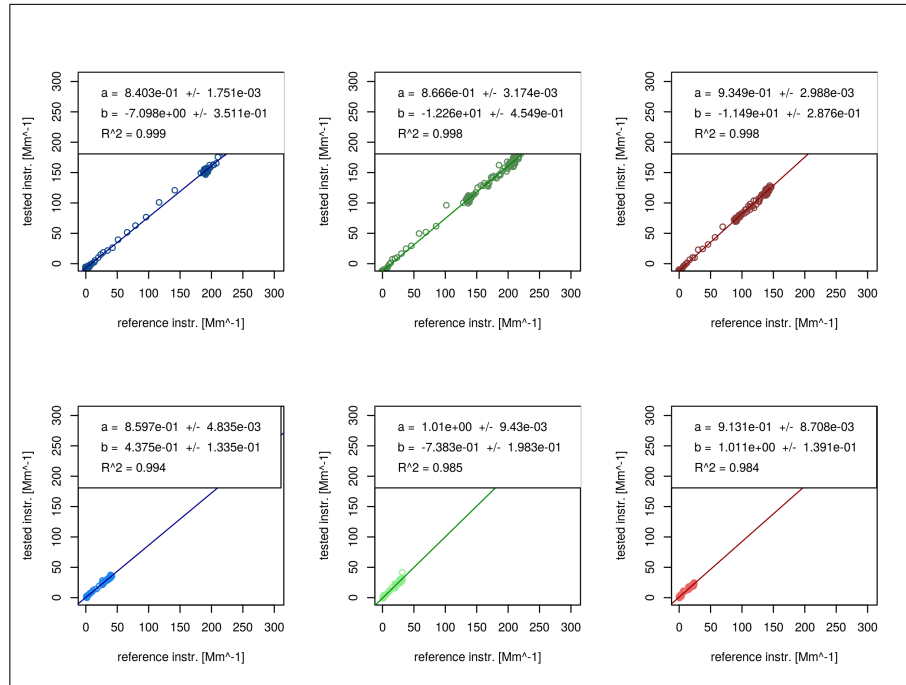 a = 8.403e-01 +/- 1.751e-03
b = -7.098e+00 +/- 3.511e-01
R^2 = 0.999
tested instr. [Mm^-1]
0 50 100 150 200 250 300
0 50 100 150 200 250 300
reference instr. [Mm^-1]
a = 8.666e-01 +/- 3.174e-03
b = -1.226e+01 +/- 4.549e-01
R^2 = 0.998
tested instr. [Mm^-1]
0 50 100 150 200 250 300
0 50 100 150 200 250 300
reference instr. [Mm^-1]
a = 9.349e-01 +/- 2.988e-03
b = -1.149e+01 +/- 2.876e-01
R^2 = 0.998
tested instr. [Mm^-1]
0 50 100 150 200 250 300
0 50 100 150 200 250 300
reference instr. [Mm^-1]
a = 8.597e-01 +/- 4.835e-03
b = 4.375e-01 +/- 1.335e-01
R^2 = 0.994
tested instr. [Mm^-1]
0 50 100 150 200 250 300
0 50 100 150 200 250 300
reference instr. [Mm^-1]
a = 1.01e+00 +/- 9.43e-03
b = -7.383e-01 +/- 1.983e-01
R^2 = 0.985
tested instr. [Mm^-1]
0 50 100 150 200 250 300
0 50 100 150 200 250 300
reference instr. [Mm^-1]
a = 9.131e-01 +/- 8.708e-03
b = 1.011e+00 +/- 1.391e-01
R^2 = 0.984
tested instr. [Mm^-1]
0 50 100 150 200 250 300
0 50 100 150 200 250 300
reference instr. [Mm^-1]